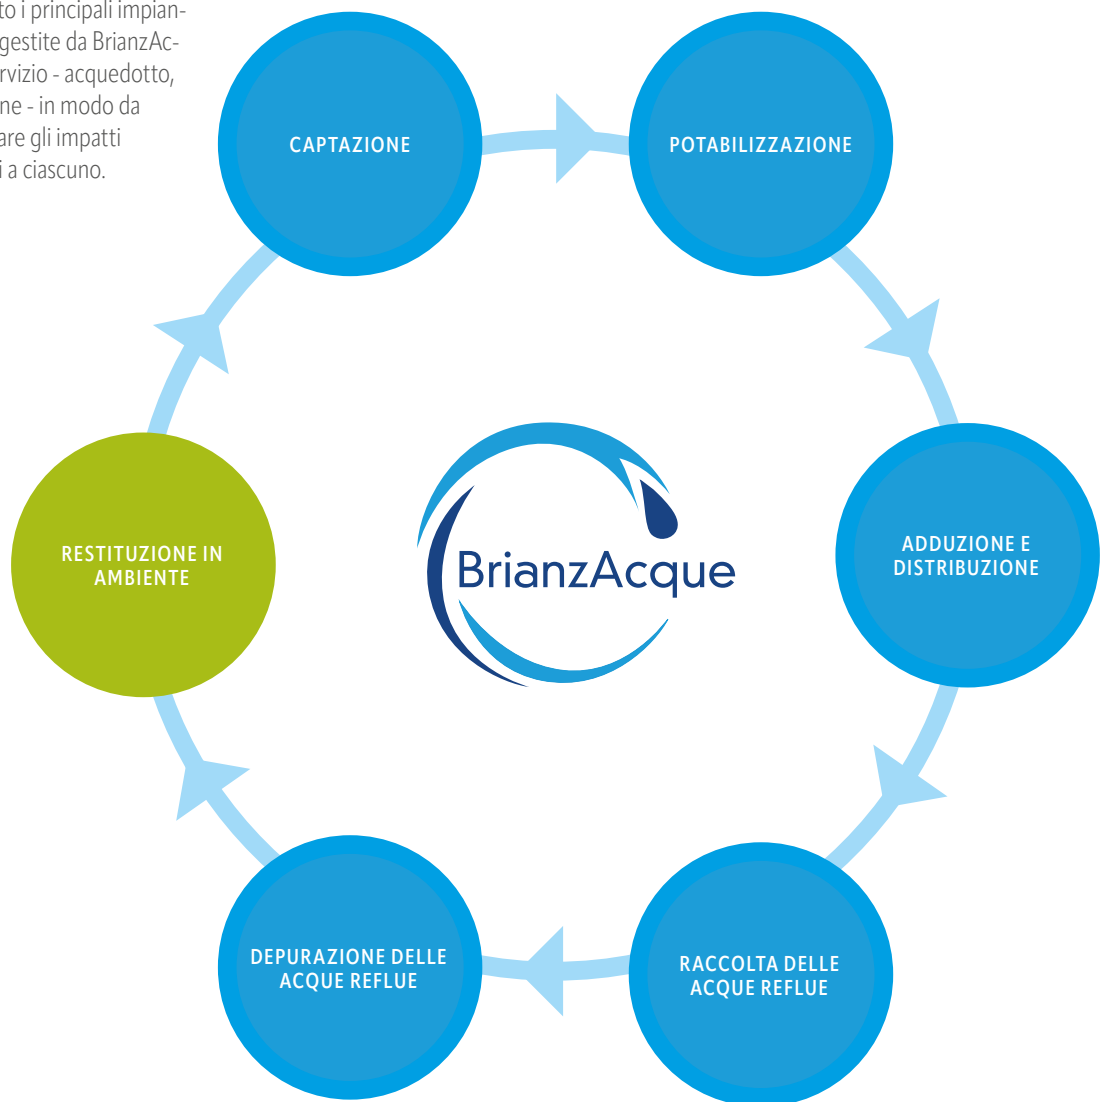 to i principali impian-
gestite da BrianzAc-
rvizio - acquedotto,
ne - in modo da
are gli impatti
i a ciascuno.
CAPTAZIONE
POTABILIZZAZIONE
ADDUZIONE E
DISTRIBUZIONE
RACCOLTA DELLE
ACQUE REFLUE
DEPURAZIONE DELLE
ACQUE REFLUE
RESTITUZIONE IN
AMBIENTE
BrianzAcque